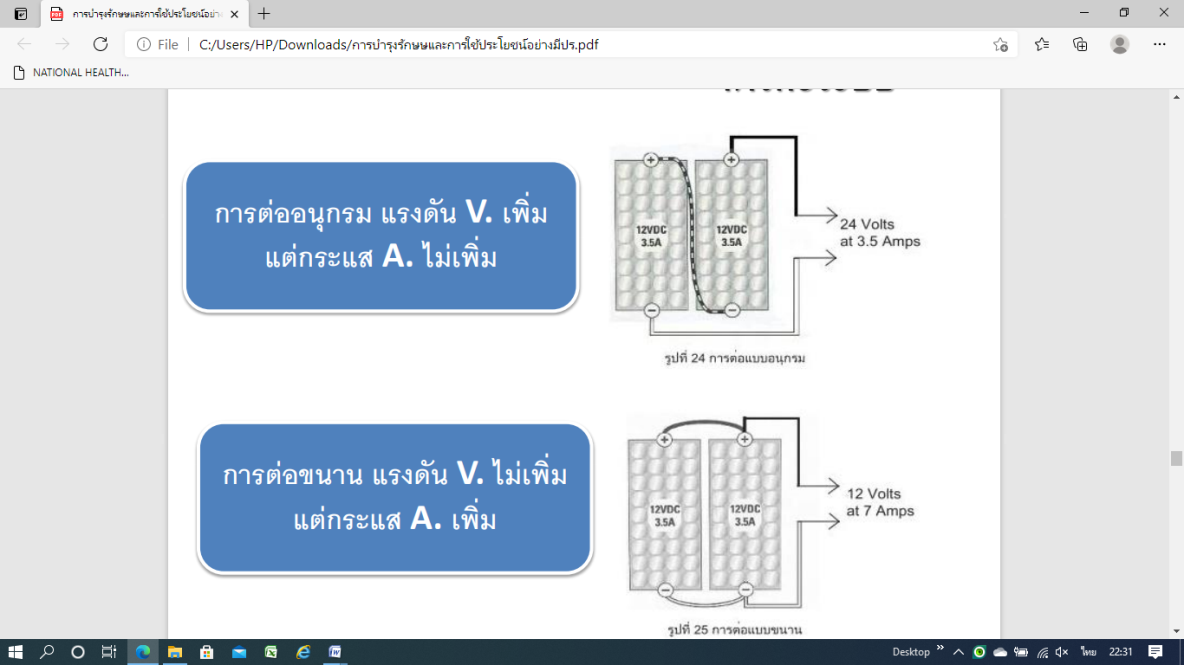 การบำรุงรักษษและการใช้ประโยชน์อย่าง
File
C:/Users/HP/Downloads/การบำรุงรักษษและการใช้ประโยชน์อย่างมีปร.pdf
NATIONAL HEALTH...
การต่ออนุกรม แรงดัน V. เพิ่ม
แต่กระแส A. ไม่เพิ่ม
12VDC
3.5A
12VDC
3.5A
24 Volts
at 3.5 Amps
รูปที่ 24 การต่อแบบอนุกรม
การต่อขนาน แรงดัน V. ไม่เพิ่ม
แต่กระแส A. เพิ่ม
12VDC
3.5A
12VDC
3.5A
12 Volts
at 7 Amps
รูปที่ 25 การต่อแบบขนาน
Desktop
ไทย
22:31